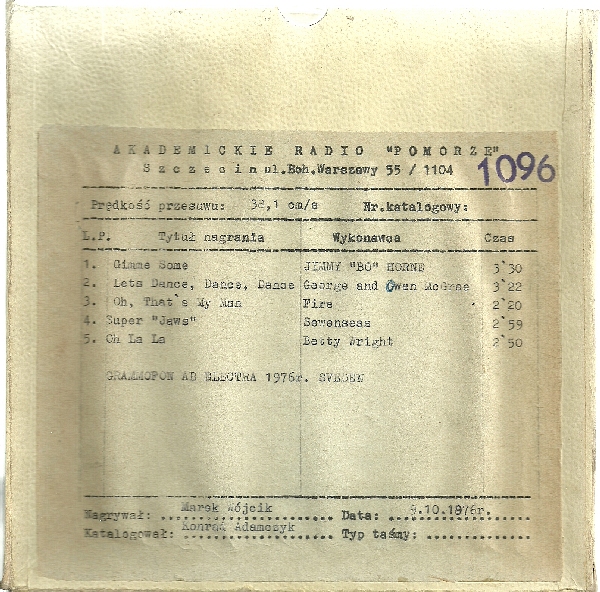 AKADEMICKIE RADIO "POMORZE"
Szczecin ul.Boh.Warszawy 55 / 1104
1096
Prędkość przesuwu: 38,1 cm/s Nr.katalogowy:
L.P. Tytuł nagrania Wykonawca Czas
1. Gimme Some JIMMY "BO" HORNE 3'30
2. Lets Dance, Dance, Dance George and Gwen McCrae 3'22
3. Oh, That's My Man Fire 2'20
4. Super "Jaws" Sevenseas 2'59
5. Oh La La Betty Wright 2'50
GRAMMOFON AB ELECTRA 1976r. SWEDEN
Nagrywał: Marek Wójcik Data: 9.10.1976r.
Katalogował: Konrad Adamczyk Typ taśmy: